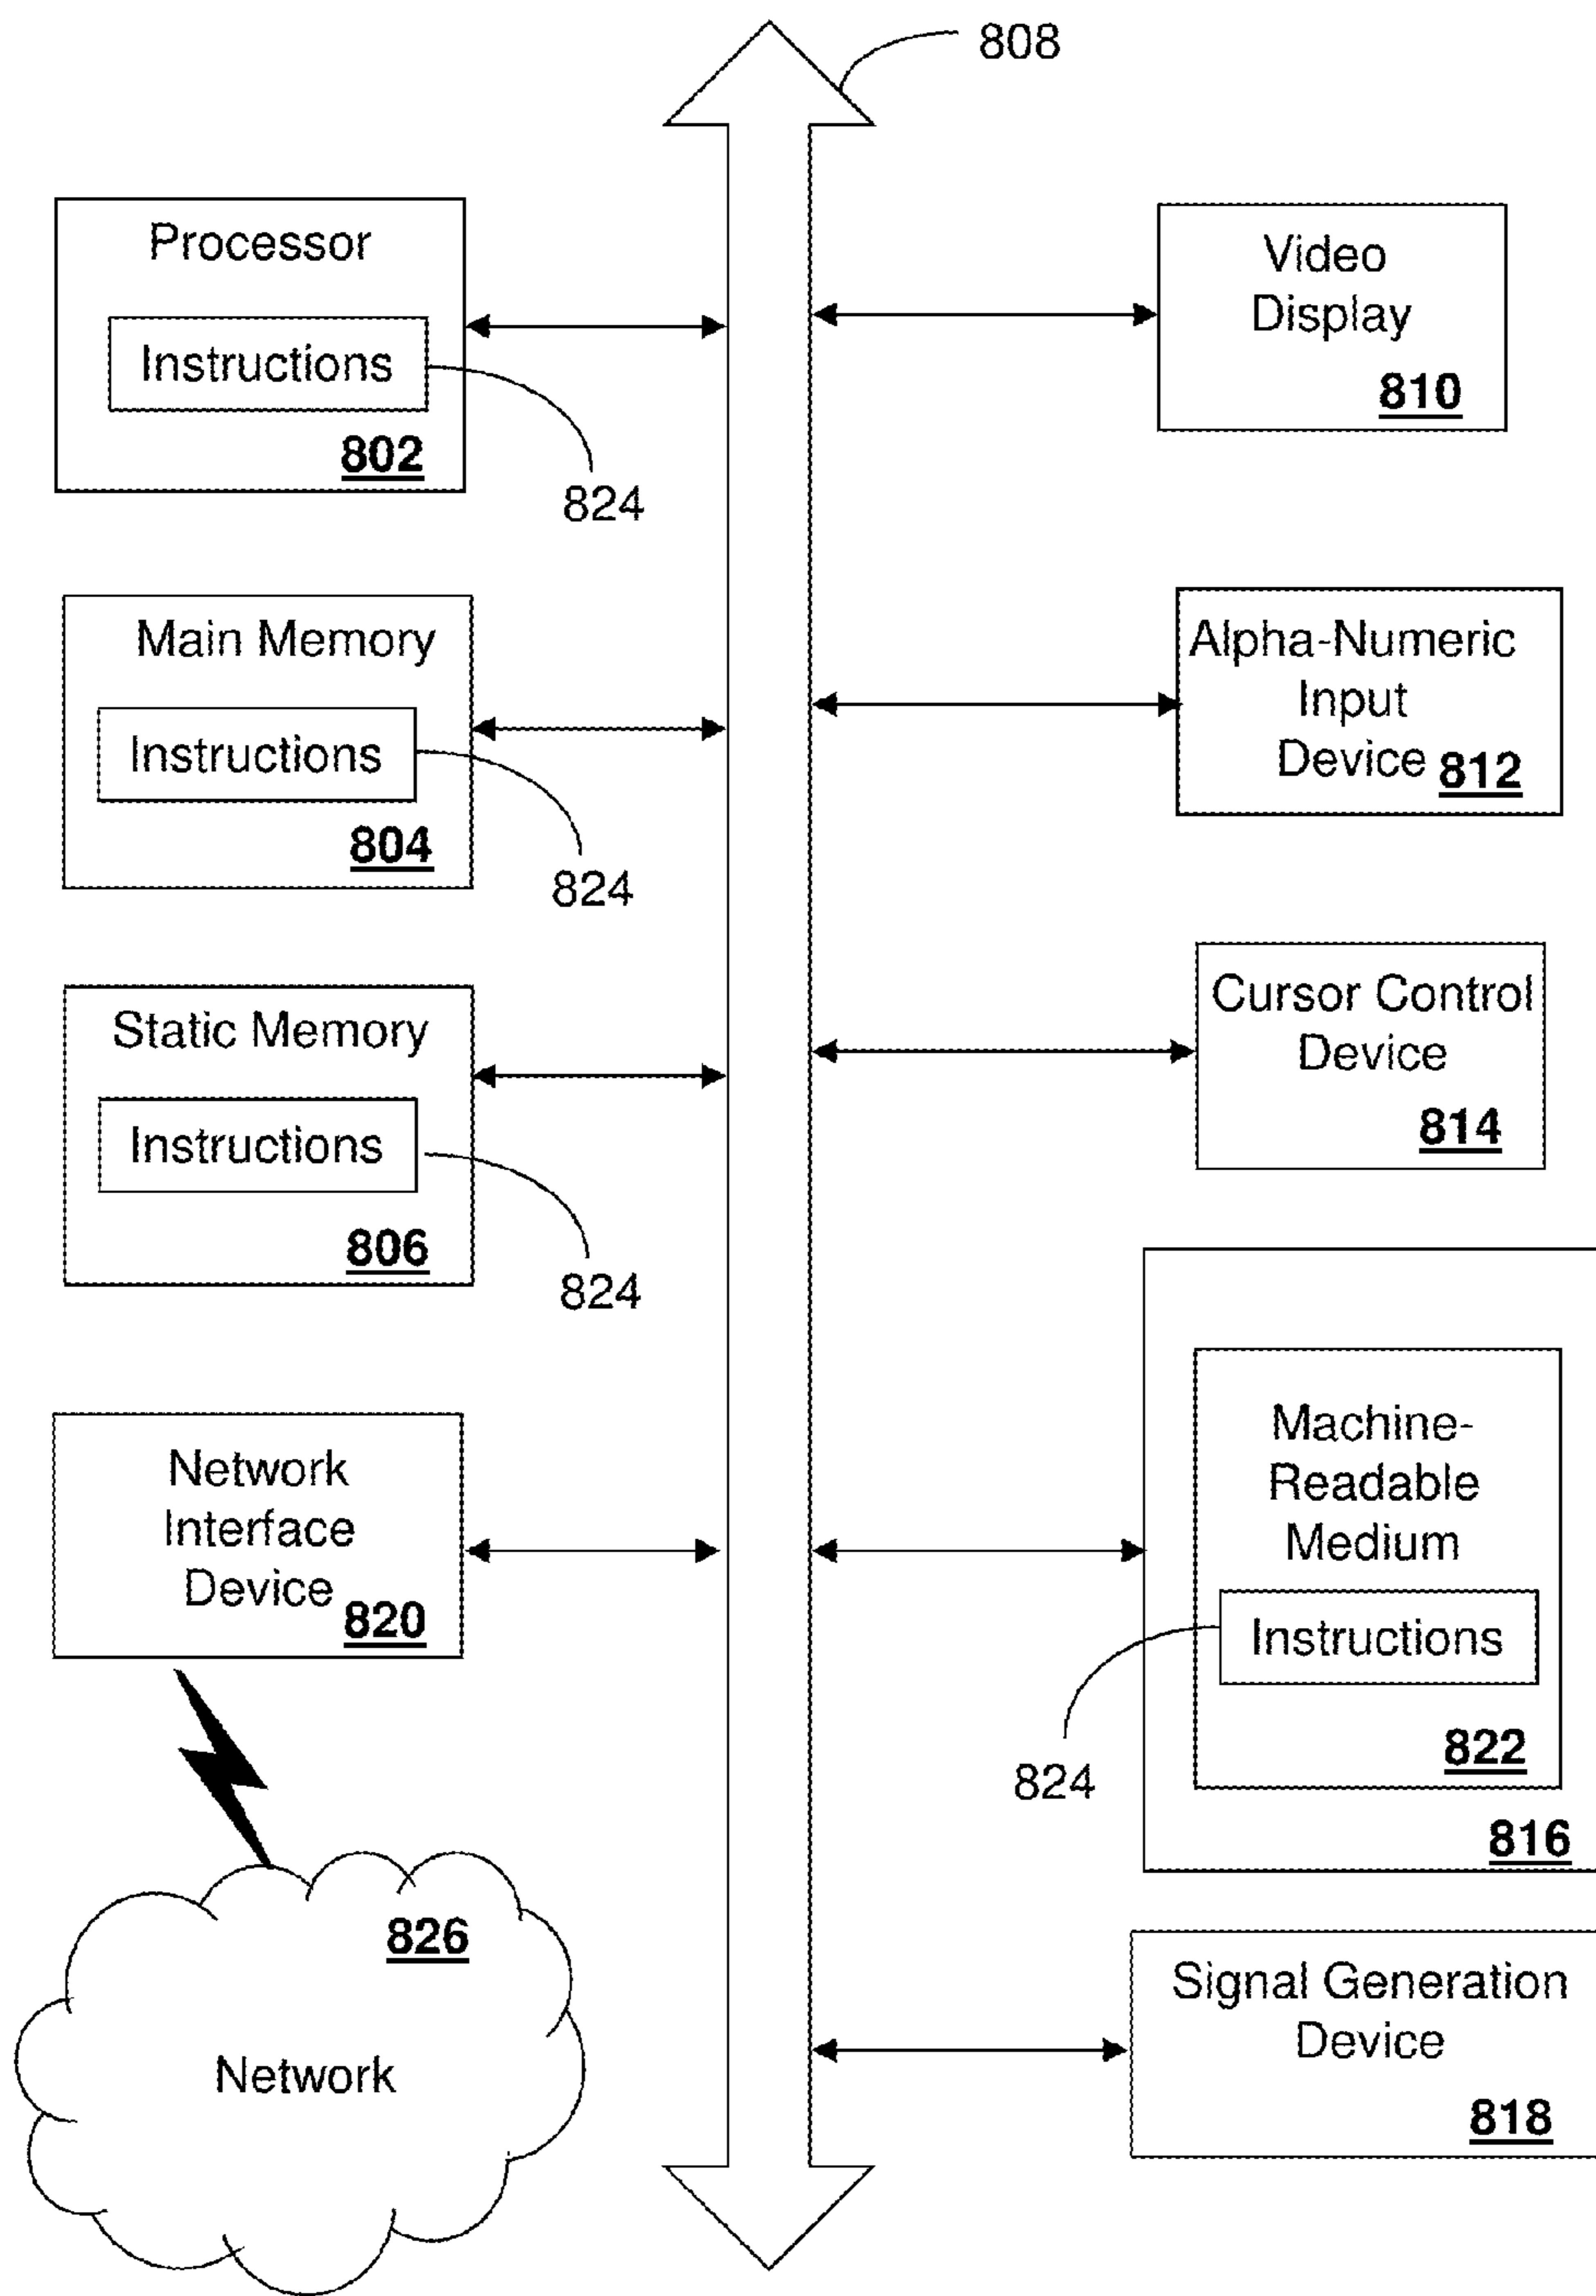 808
Processor
Instructions
802
824
Main Memory
Instructions
804
824
Static Memory
Instructions
806
824
Network
Interface
Device
820
826
Network
Video
Display
810
Alpha-Numeric
Input
Device 812
Cursor Control
Device
814
Machine-
Readable
Medium
Instructions
822
824
816
Signal Generation
Device
818